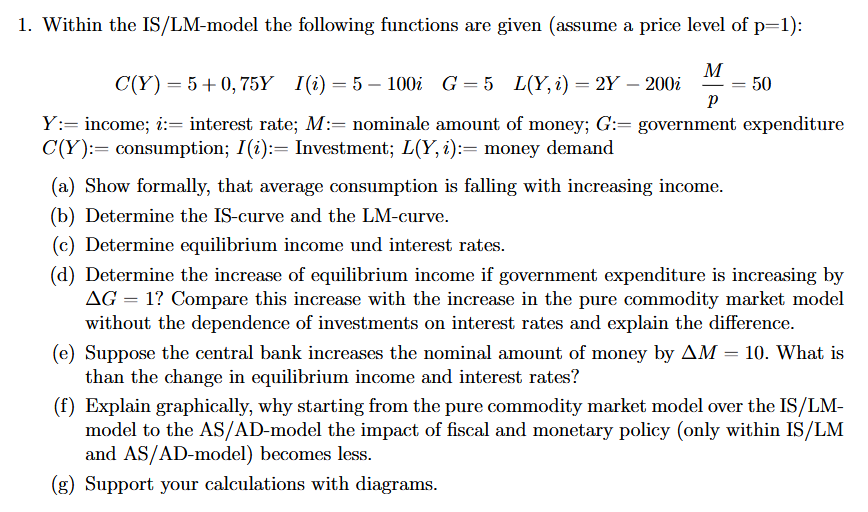 1. Within the IS/LM-model the following functions are given (assume a price level of p=1):
C(Y) = 5 + 0, 75Y   I(i) = 5 − 100i   G = 5   L(Y, i) = 2Y − 200i   M/p = 50
Y:= income; i:= interest rate; M:= nominale amount of money; G:= government expenditure
C(Y):= consumption; I(i):= Investment; L(Y, i):= money demand
(a) Show formally, that average consumption is falling with increasing income.
(b) Determine the IS-curve and the LM-curve.
(c) Determine equilibrium income und interest rates.
(d) Determine the increase of equilibrium income if government expenditure is increasing by
ΔG = 1? Compare this increase with the increase in the pure commodity market model
without the dependence of investments on interest rates and explain the difference.
(e) Suppose the central bank increases the nominal amount of money by ΔM = 10. What is
than the change in equilibrium income and interest rates?
(f) Explain graphically, why starting from the pure commodity market model over the IS/LM-
model to the AS/AD-model the impact of fiscal and monetary policy (only within IS/LM
and AS/AD-model) becomes less.
(g) Support your calculations with diagrams.